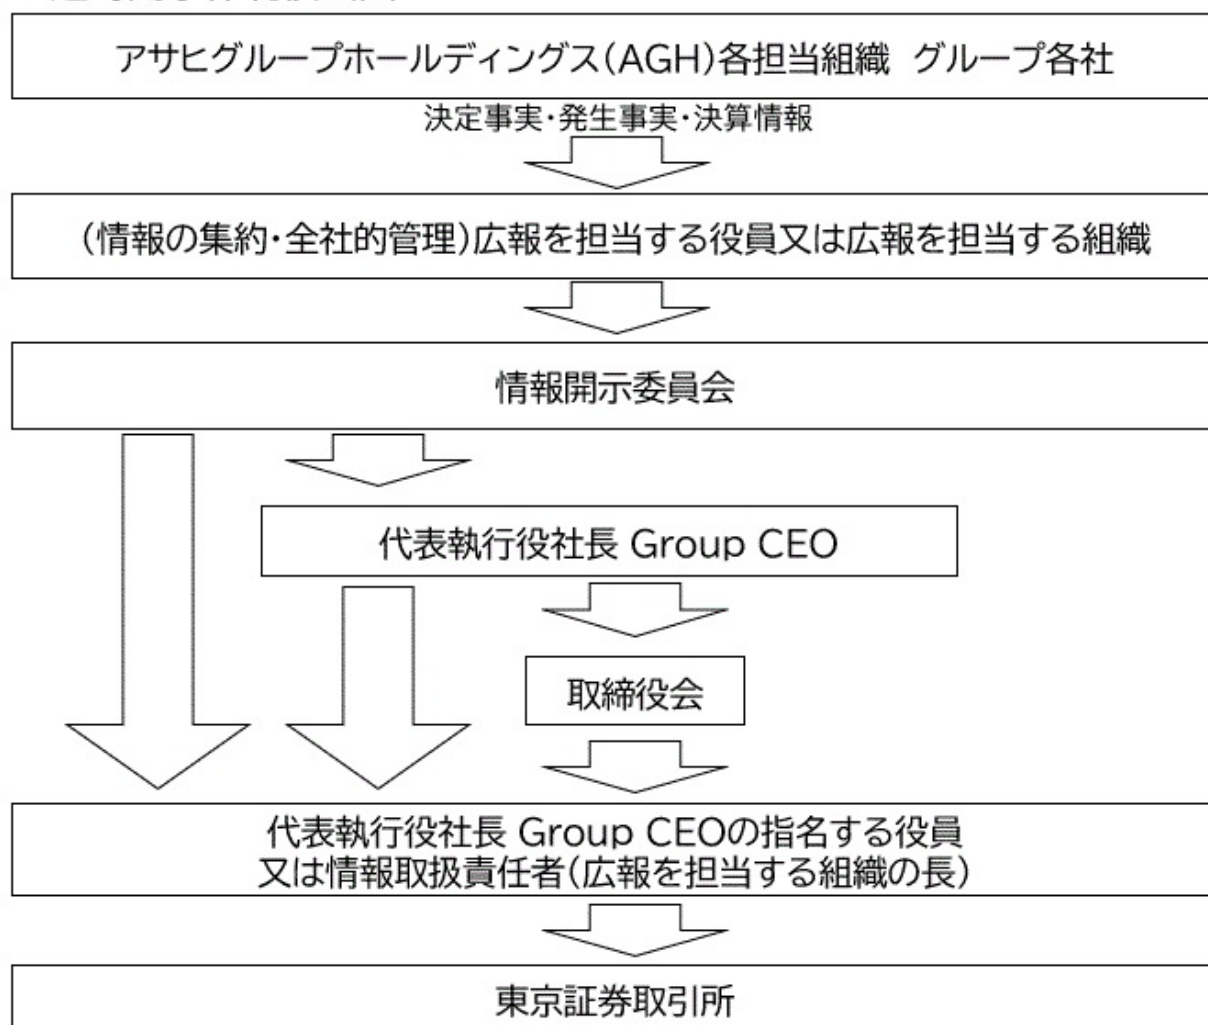 アサヒグループホールディングス(AGH)各担当組織 グループ各社
決定事実・発生事実・決算情報
(情報の集約・全社的管理)広報を担当する役員又は広報を担当する組織
情報開示委員会
代表執行役社長 Group CEO
取締役会
代表執行役社長 Group CEOの指名する役員
又は情報取扱責任者(広報を担当する組織の長)
東京証券取引所